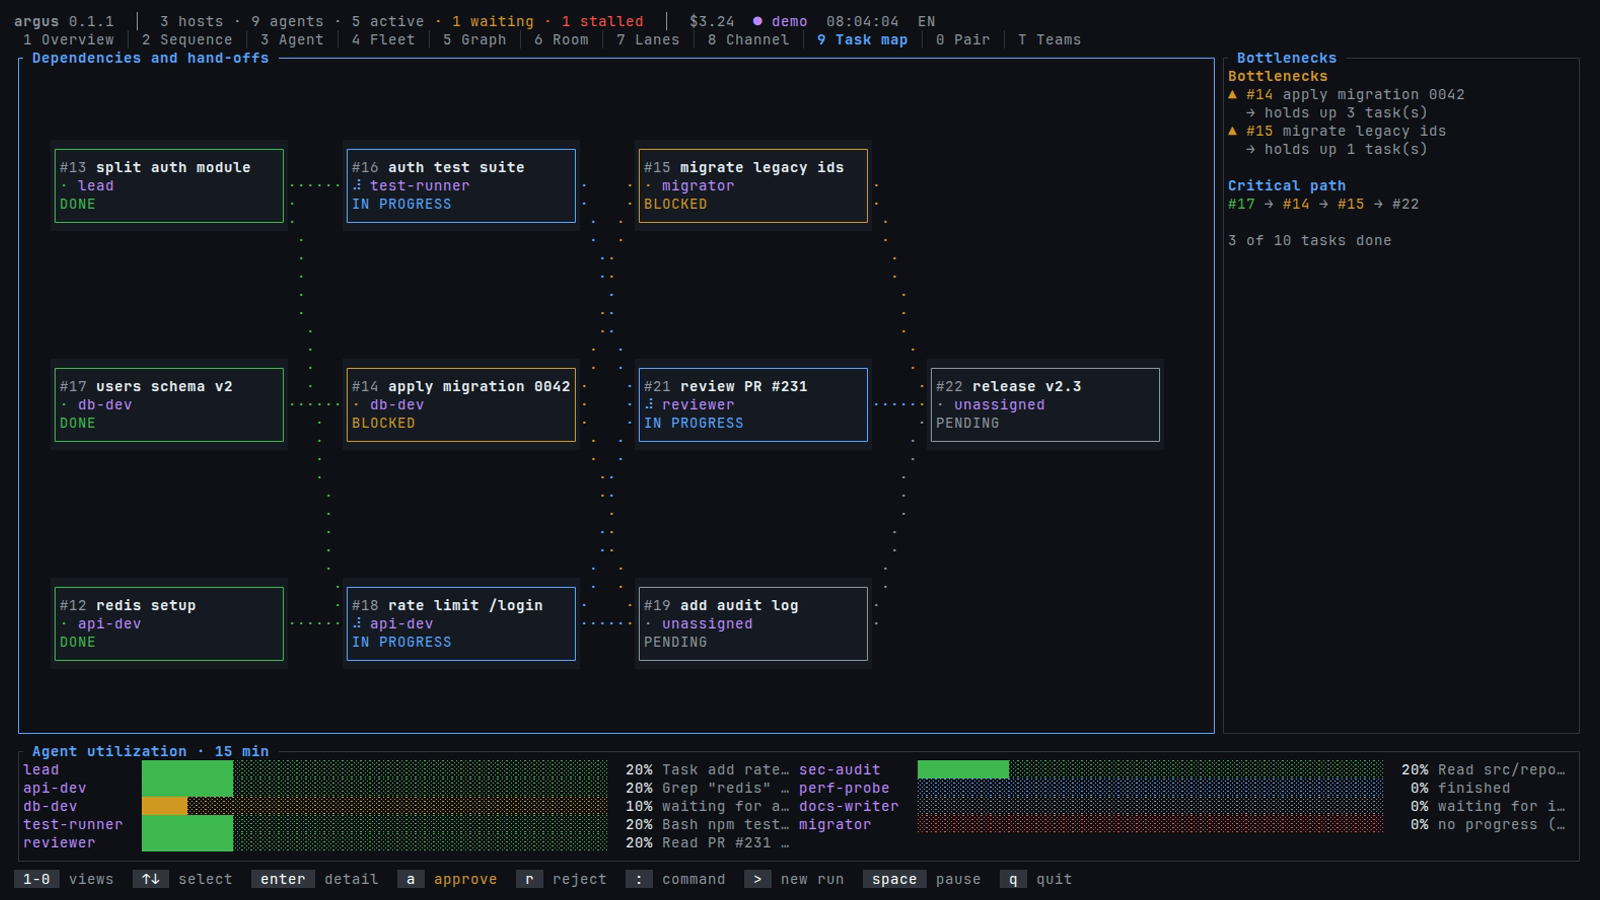 argus 0.1.1 │ 3 hosts · 9 agents · 5 active · 1 waiting · 1 stalled │ $3.24 ● demo 08:04:04 EN
1 Overview │ 2 Sequence │ 3 Agent │ 4 Fleet │ 5 Graph │ 6 Room │ 7 Lanes │ 8 Channel │ 9 Task map │ 0 Pair │ T Teams
Dependencies and hand-offs
#13 split auth module
· lead
DONE
#16 auth test suite
test-runner
IN PROGRESS
#15 migrate legacy ids
· migrator
BLOCKED
#17 users schema v2
· db-dev
DONE
#14 apply migration 0042
· db-dev
BLOCKED
#21 review PR #231
reviewer
IN PROGRESS
#22 release v2.3
· unassigned
PENDING
#12 redis setup
· api-dev
DONE
#18 rate limit /login
api-dev
IN PROGRESS
#19 add audit log
· unassigned
PENDING
Bottlenecks
Bottlenecks
▲ #14 apply migration 0042
→ holds up 3 task(s)
▲ #15 migrate legacy ids
→ holds up 1 task(s)
Critical path
#17 → #14 → #15 → #22
3 of 10 tasks done
Agent utilization · 15 min
lead 20% Task add rate…
api-dev 20% Grep "redis" …
db-dev 10% waiting for a…
test-runner 20% Bash npm test…
reviewer 20% Read PR #231 …
sec-audit 20% Read src/repo…
perf-probe 0% finished
docs-writer 0% waiting for i…
migrator 0% no progress (…
1-0 views ↑↓ select enter detail a approve r reject : command > new run space pause q quit